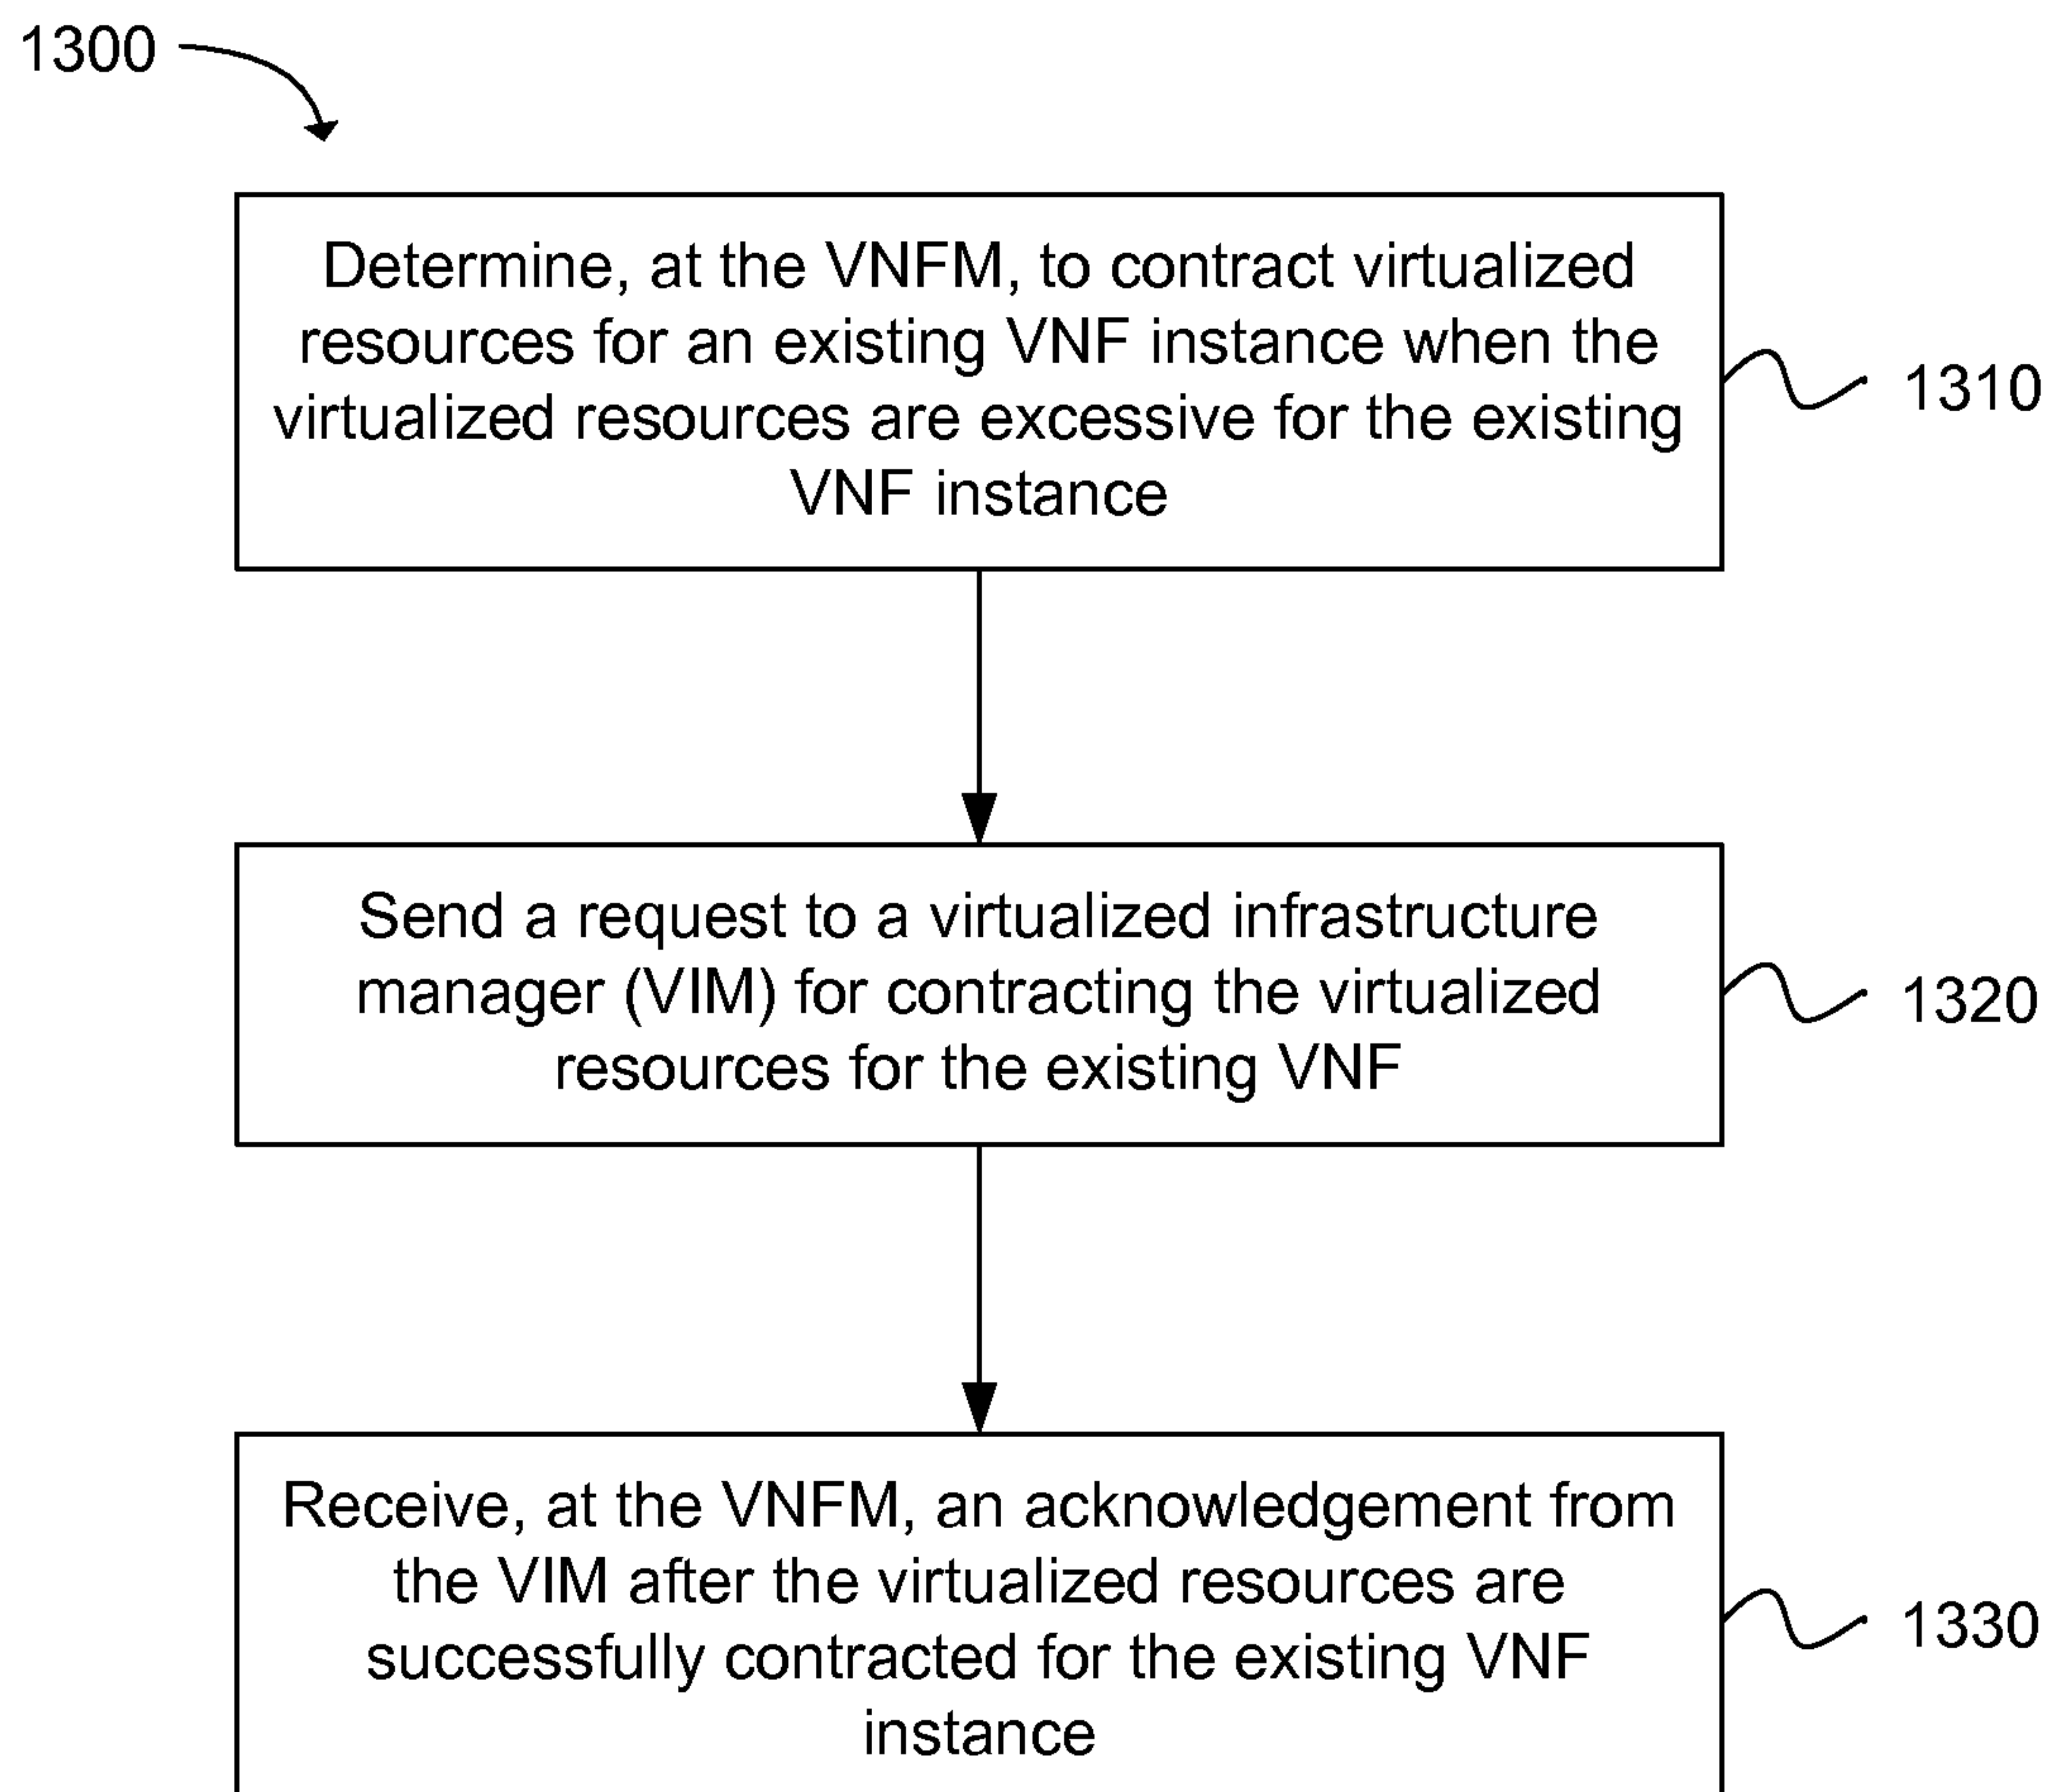 1300
Determine, at the VNFM, to contract virtualized
resources for an existing VNF instance when the
virtualized resources are excessive for the existing
VNF instance
1310
Send a request to a virtualized infrastructure
manager (VIM) for contracting the virtualized
resources for the existing VNF
1320
Receive, at the VNFM, an acknowledgement from
the VIM after the virtualized resources are
successfully contracted for the existing VNF
instance
1330